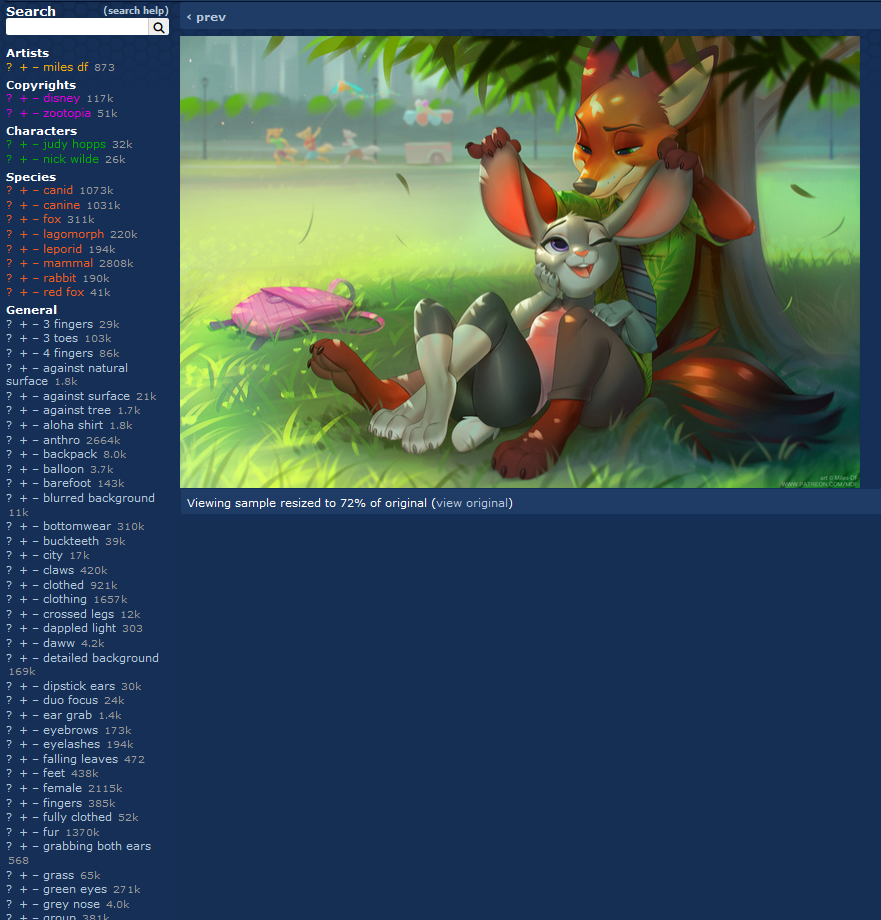 Search
(search help)
‹ prev
Artists
? + – miles df 873
Copyrights
? + – disney 117k
? + – zootopia 51k
Characters
? + – judy hopps 32k
? + – nick wilde 26k
Species
? + – canid 1073k
? + – canine 1031k
? + – fox 311k
? + – lagomorph 220k
? + – leporid 194k
? + – mammal 2808k
? + – rabbit 190k
? + – red fox 41k
General
? + – 3 fingers 29k
? + – 3 toes 103k
? + – 4 fingers 86k
? + – against natural
surface 1.8k
? + – against surface 21k
? + – against tree 1.7k
? + – aloha shirt 1.8k
? + – anthro 2664k
? + – backpack 8.0k
? + – balloon 3.7k
? + – barefoot 143k
? + – blurred background
11k
? + – bottomwear 310k
? + – buckteeth 39k
? + – city 17k
? + – claws 420k
? + – clothed 921k
? + – clothing 1657k
? + – crossed legs 12k
? + – dappled light 303
? + – daww 4.2k
? + – detailed background
169k
? + – dipstick ears 30k
? + – duo focus 24k
? + – ear grab 1.4k
? + – eyebrows 173k
? + – eyelashes 194k
? + – falling leaves 472
? + – feet 438k
? + – female 2115k
? + – fingers 385k
? + – fully clothed 52k
? + – fur 1370k
? + – grabbing both ears
568
? + – grass 65k
? + – green eyes 271k
? + – grey nose 4.0k
? + – group 381k
art ©Miles-DF
Viewing sample resized to 72% of original (view original)